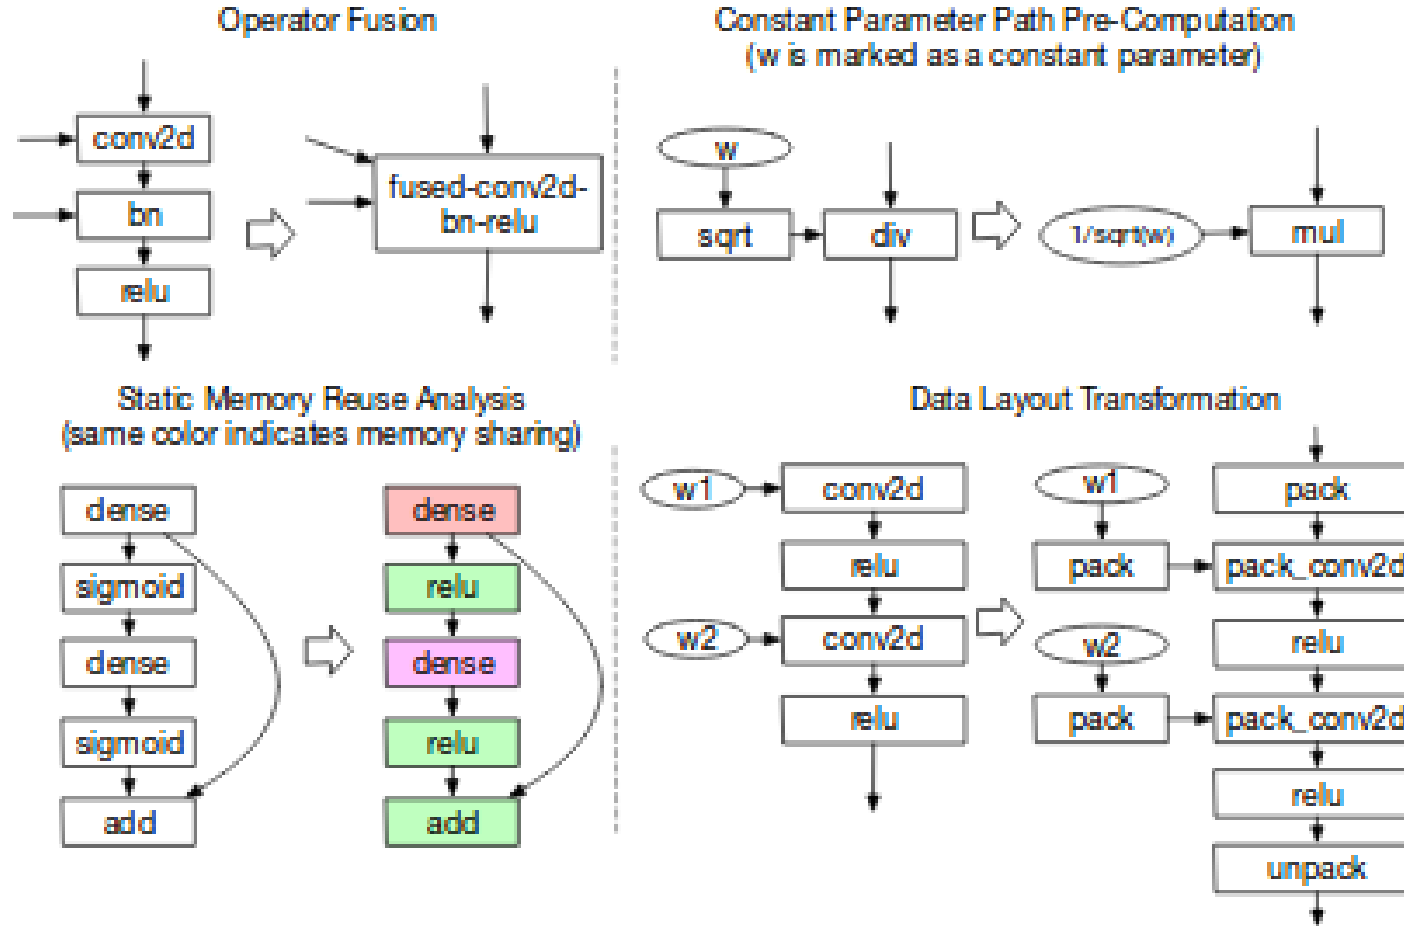 Operator Fusion
conv2d
bn
relu
fused-conv2d-
bn-relu
Constant Parameter Path Pre-Computation
(w is marked as a constant parameter)
w
sqrt
div
1/sqrt(w)
mul
Static Memory Reuse Analysis
(same color indicates memory sharing)
dense
sigmoid
dense
sigmoid
add
dense
relu
dense
relu
add
Data Layout Transformation
w1
conv2d
relu
w2
conv2d
relu
w1
pack
pack
pack_conv2d
w2
relu
pack
pack_conv2d
relu
unpack